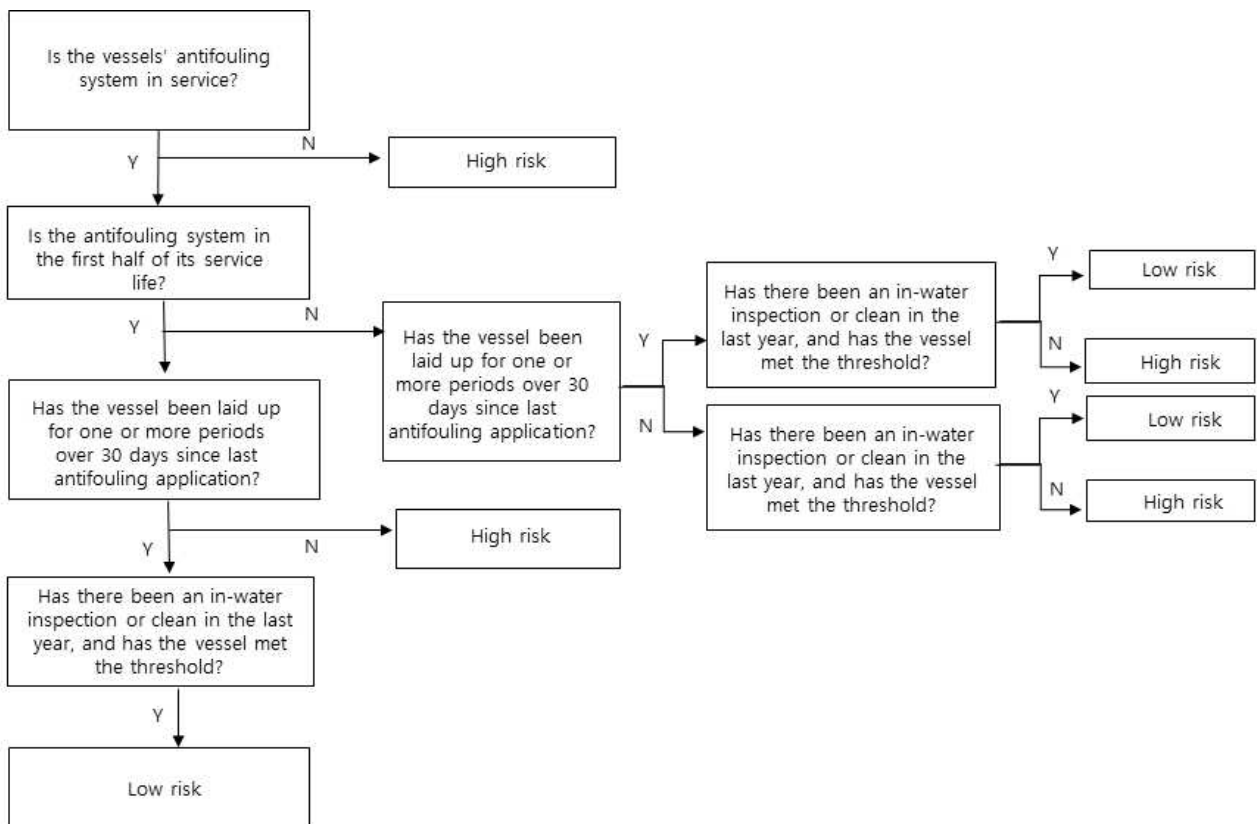 Is the vessels' antifouling
system in service?
N
Y
High risk
Is the antifouling system in
the first half of its service
life?
Y
N
Has the vessel been
laid up for one or
more periods over 30
days since last
antifouling application?
Y
N
Has there been an in-water
inspection or clean in the
last year, and has the vessel
met the threshold?
Y
Low risk
N
High risk
Has there been an in-water
inspection or clean in the
last year, and has the vessel
met the threshold?
Y
Low risk
N
High risk
Has the vessel been laid up
for one or more periods
over 30 days since last
antifouling application?
Y
N
High risk
Has there been an in-water
inspection or clean in the last
year, and has the vessel met
the threshold?
Y
Low risk